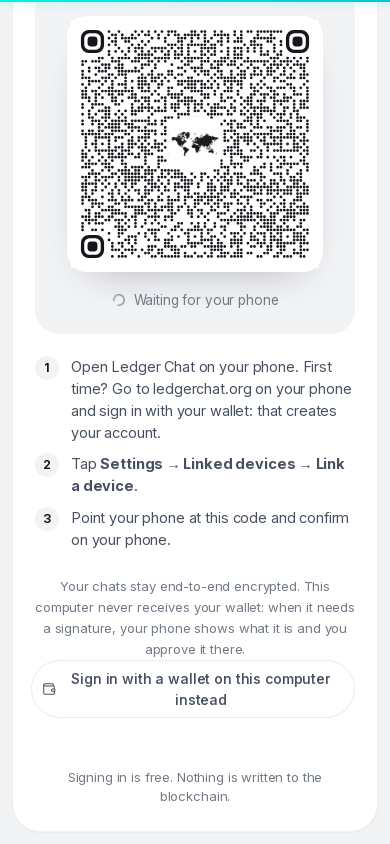 Waiting for your phone
1 Open Ledger Chat on your phone. First
time? Go to ledgerchat.org on your phone
and sign in with your wallet: that creates
your account.
2 Tap Settings → Linked devices → Link
a device.
3 Point your phone at this code and confirm
on your phone.
Your chats stay end-to-end encrypted. This
computer never receives your wallet: when it needs
a signature, your phone shows what it is and you
approve it there.
Sign in with a wallet on this computer
instead
Signing in is free. Nothing is written to the
blockchain.